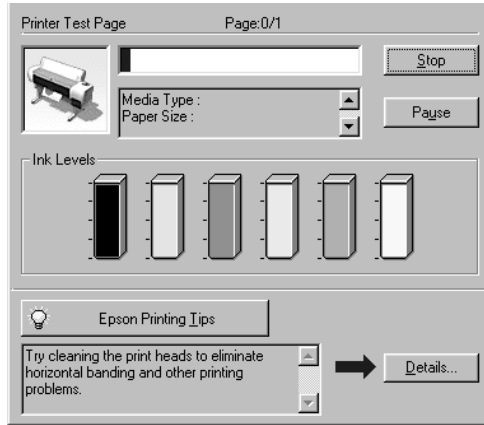 Printer Test Page Page:0/1
Stop
Media Type :
Paper Size :
Pause
Ink Levels
Epson Printing Tips
Try cleaning the print heads to eliminate
horizontal banding and other printing
problems.
Details...